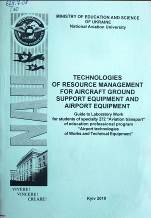 MINISTRY OF EDUCATION AND SCIENCE
OF UKRAINE
National Aviation University
TECHNOLOGIES
OF RESOURCE MANAGEMENT
FOR AIRCRAFT GROUND
SUPPORT EQUIPMENT AND
AIRPORT EQUIPMENT
Guide to Laboratory Work
for students of specialty 272 "Aviation transport"
of education professional program
"Airport technologies
of Works and Technical Equipment"
NAU
VIVERE!
VINCERE!
CREARE!
Kyiv 2019